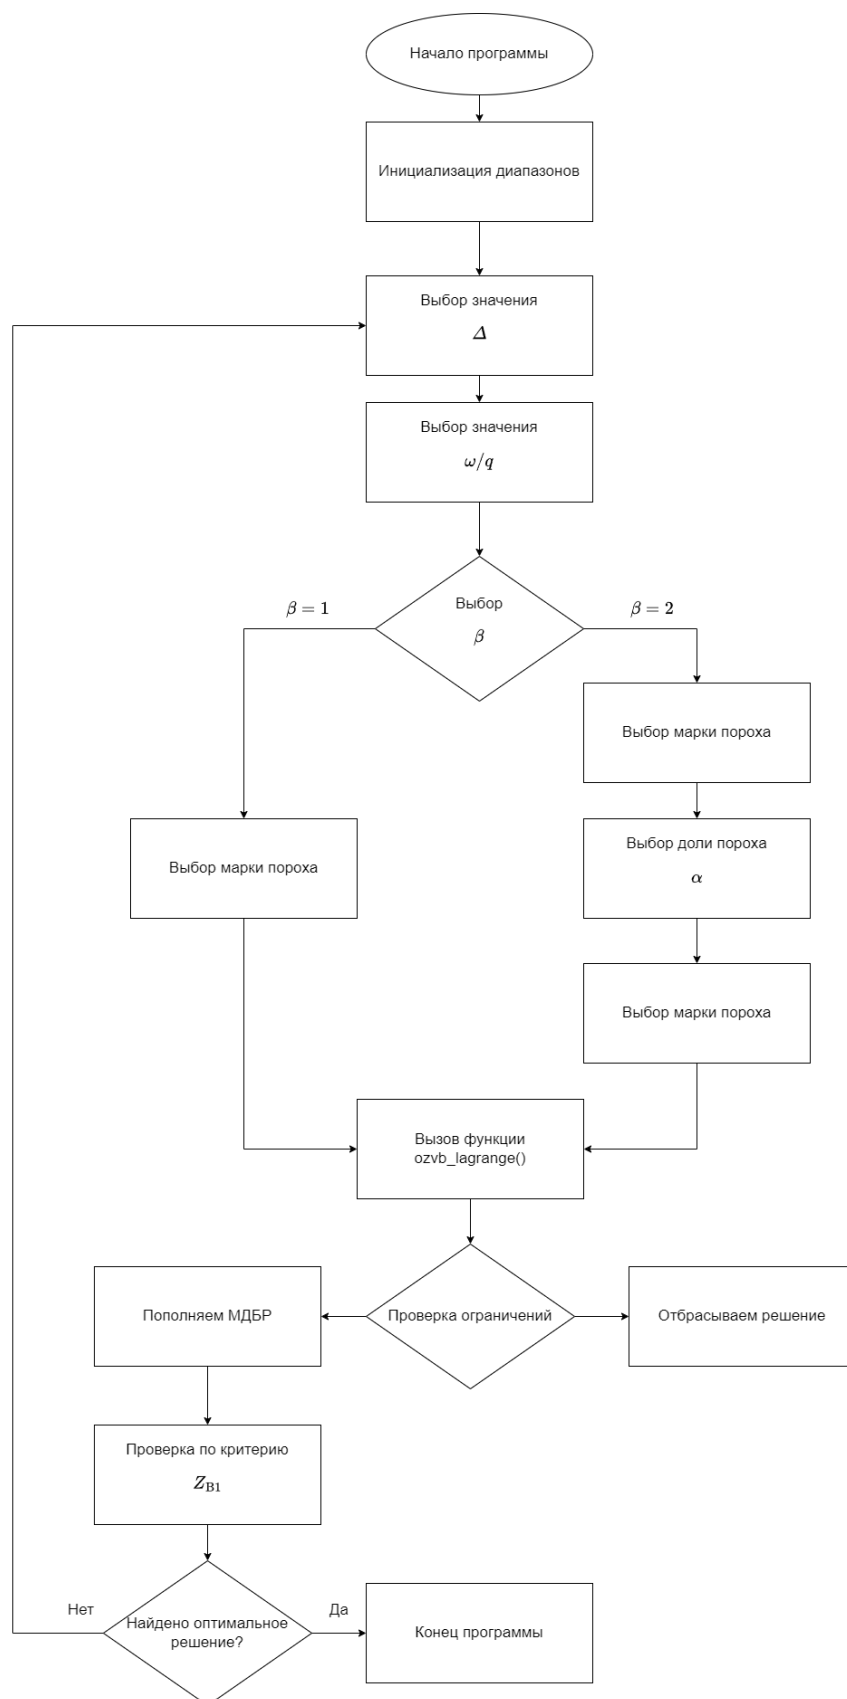 Начало программы
Инициализация диапазонов
Выбор значения
Δ
Выбор значения
ω/q
Выбор
β
β = 1
β = 2
Выбор марки пороха
Выбор марки пороха
Выбор доли пороха
α
Выбор марки пороха
Вызов функции
ozvb_lagrange()
Проверка ограничений
Пополняем МДБР
Отбрасываем решение
Проверка по критерию
Z_B1
Найдено оптимальное
решение?
Нет
Да
Конец программы